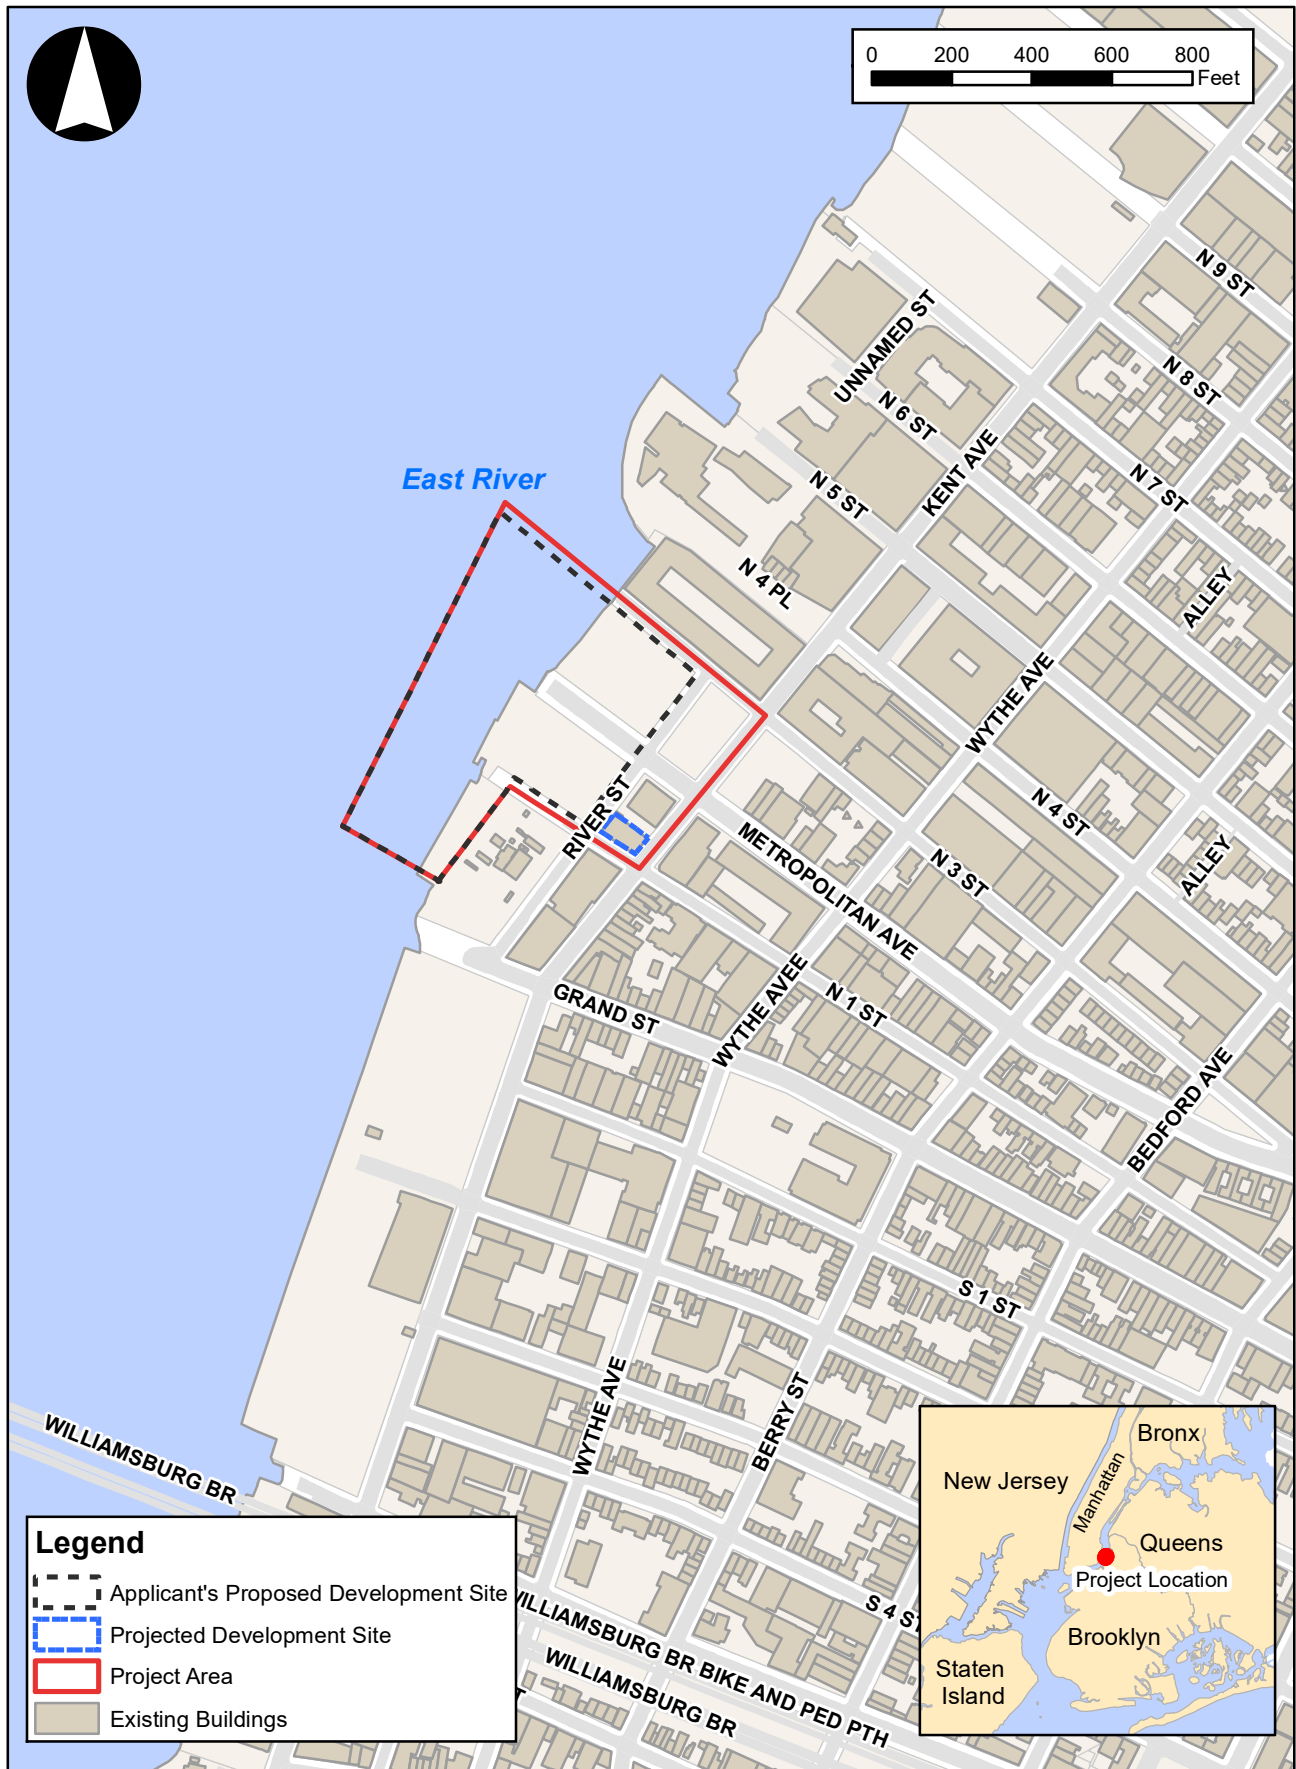 0 200 400 600 800
Feet
N 9 ST
UNNAMED ST
N 8 ST
N 6 ST
KENT AVE
N 7 ST
East River
N 5 ST
N 4 PL
ALLEY
WYTHE AVE
RIVER ST
N 4 ST
METROPOLITAN AVE
N 3 ST
ALLEY
WYTHE AVEE
N 1 ST
GRAND ST
BEDFORD AVE
S 1 ST
WYTHE AVE
BERRY ST
WILLIAMSBURG BR
S 4 ST
WILLIAMSBURG BR BIKE AND PED PTH
WILLIAMSBURG BR
Legend
Applicant's Proposed Development Site
Projected Development Site
Project Area
Existing Buildings
Bronx
New Jersey
Manhattan
Queens
Project Location
Brooklyn
Staten
Island